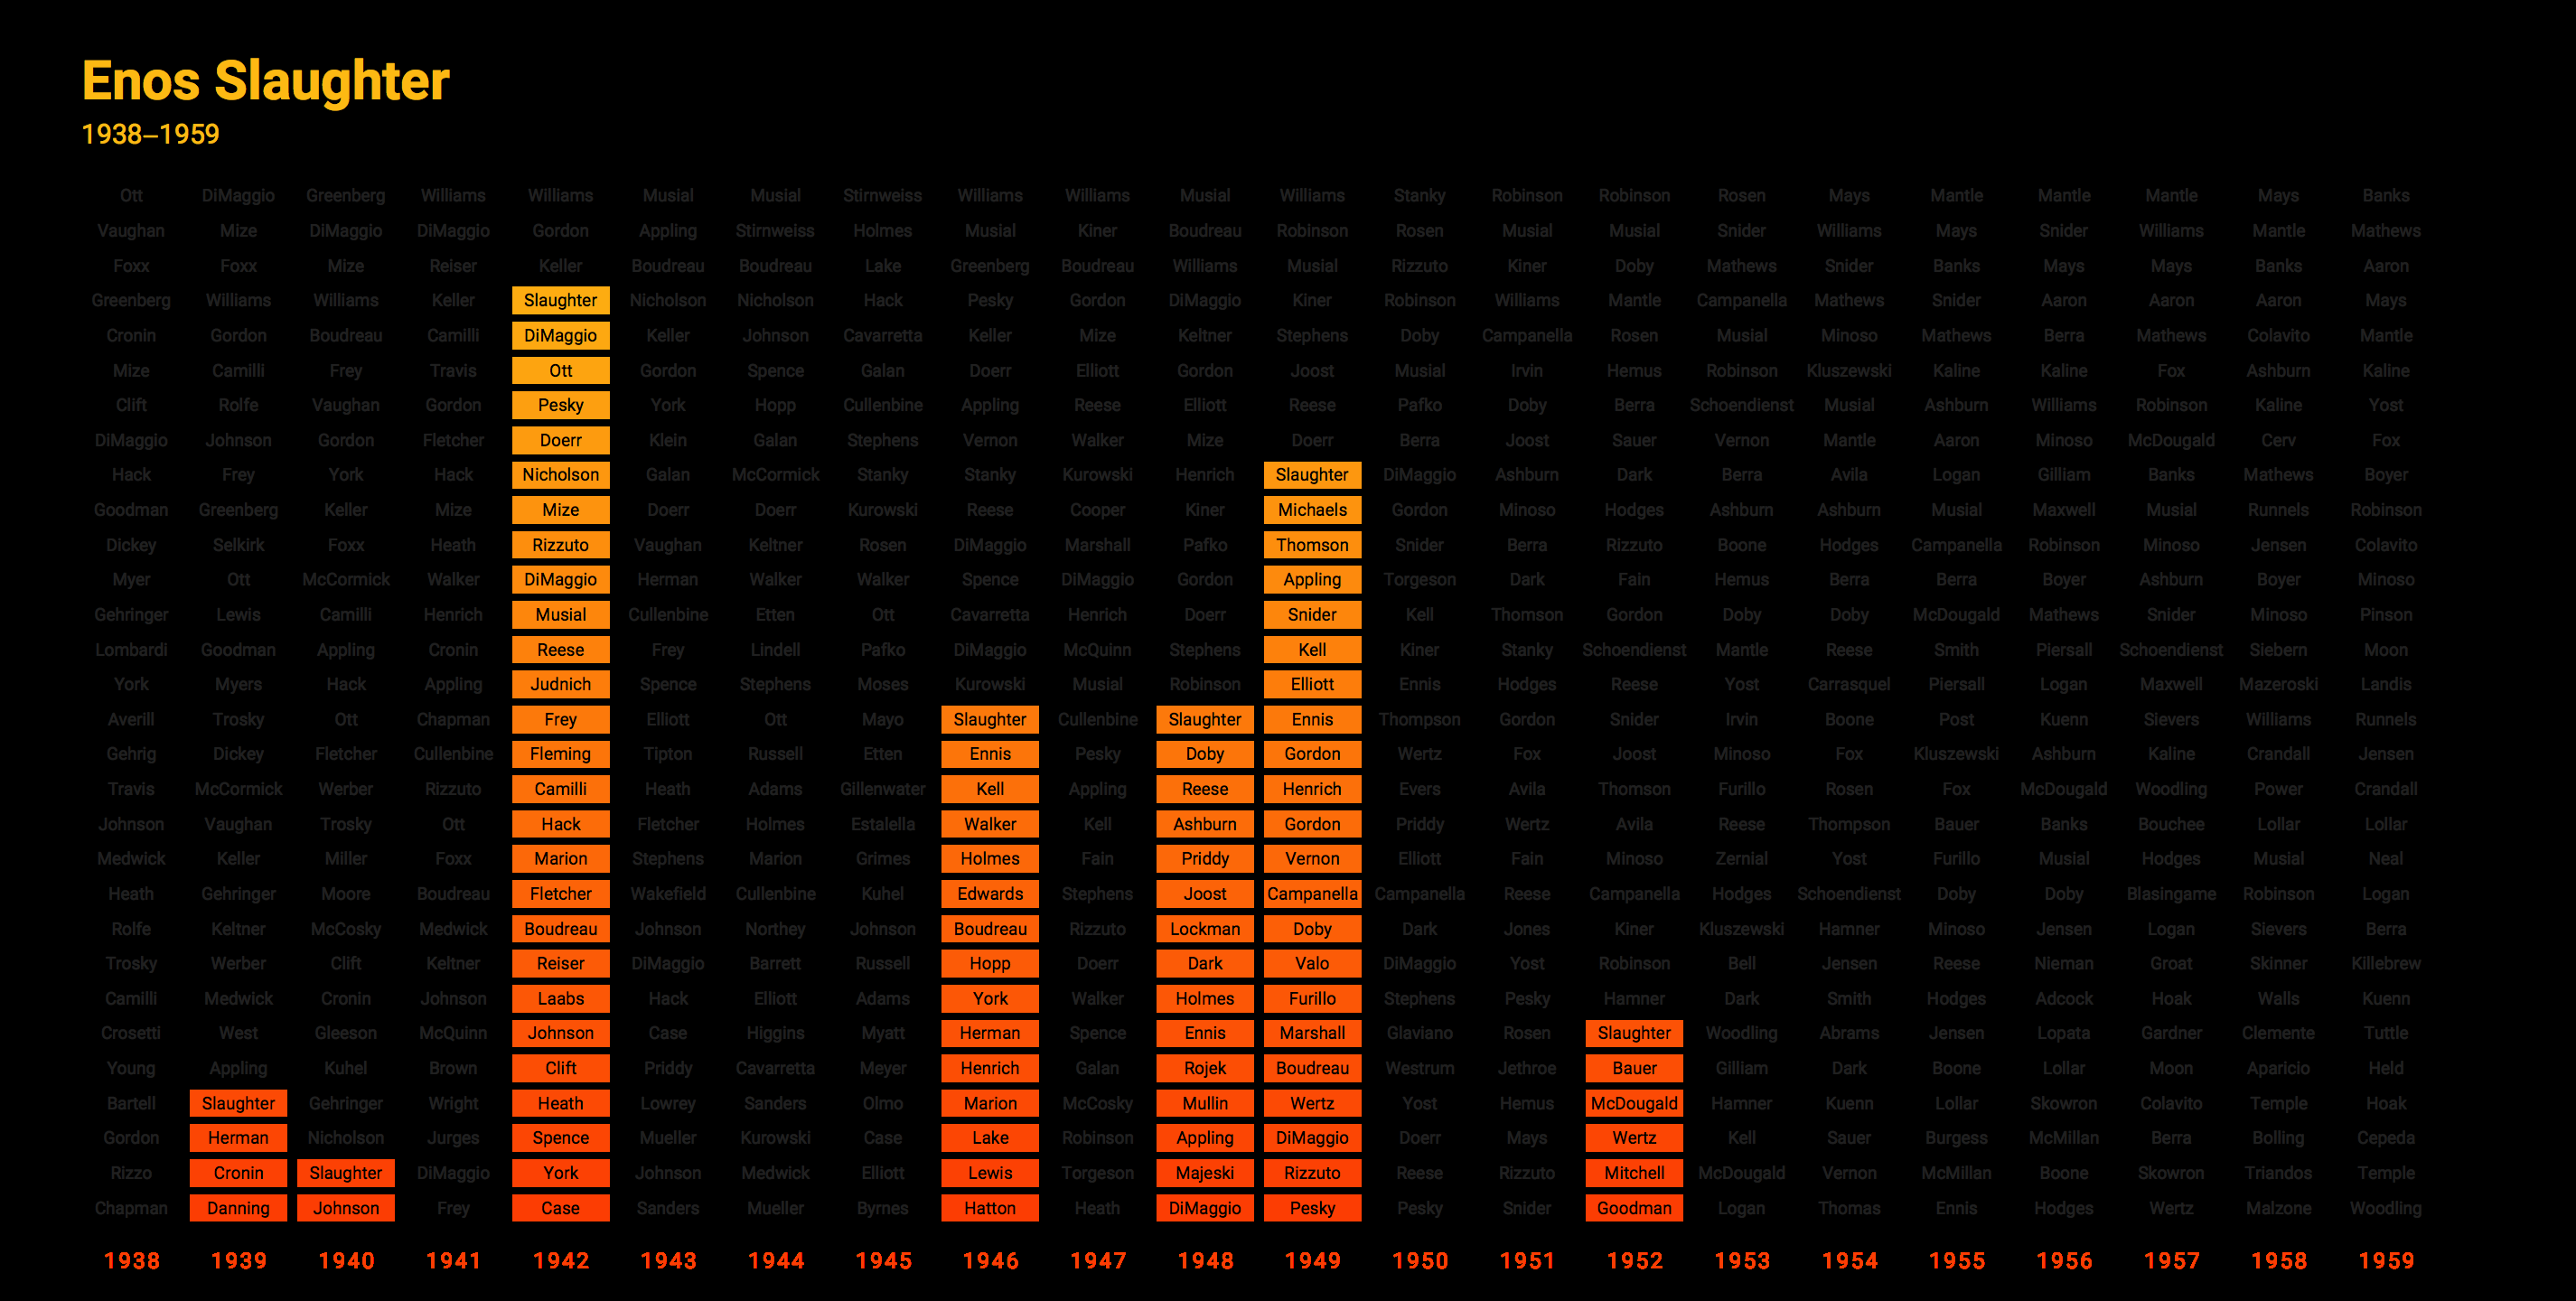 Enos Slaughter
1938–1959
Ott DiMaggio Greenberg Williams Williams Musial Musial Stirnweiss Williams Williams Musial Williams Stanky Robinson Robinson Rosen Mays Mantle Mantle Mantle Mays Banks
Vaughan Mize DiMaggio DiMaggio Gordon Appling Stirnweiss Holmes Musial Kiner Boudreau Robinson Rosen Musial Musial Snider Williams Mays Snider Williams Mantle Mathews
Foxx Foxx Mize Reiser Keller Boudreau Boudreau Lake Greenberg Boudreau Williams Musial Rizzuto Kiner Doby Mathews Snider Banks Mays Mays Banks Aaron
Greenberg Williams Williams Keller Slaughter Nicholson Nicholson Hack Pesky Gordon DiMaggio Kiner Robinson Williams Mantle Campanella Mathews Snider Aaron Aaron Aaron Mays
Cronin Gordon Boudreau Camilli DiMaggio Keller Johnson Cavarretta Keller Mize Keltner Stephens Doby Campanella Rosen Musial Minoso Mathews Berra Mathews Colavito Mantle
Mize Camilli Frey Travis Ott Gordon Spence Galan Doerr Elliott Gordon Joost Musial Irvin Hemus Robinson Kluszewski Kaline Kaline Fox Ashburn Kaline
Clift Rolfe Vaughan Gordon Pesky York Hopp Cullenbine Appling Reese Elliott Reese Pafko Doby Berra Schoendienst Musial Ashburn Williams Robinson Kaline Yost
DiMaggio Johnson Gordon Fletcher Doerr Klein Galan Stephens Vernon Walker Mize Doerr Berra Joost Sauer Vernon Mantle Aaron Minoso McDougald Cerv Fox
Hack Frey York Hack Nicholson Galan McCormick Stanky Stanky Kurowski Henrich Slaughter DiMaggio Ashburn Dark Berra Avila Logan Gilliam Banks Mathews Boyer
Goodman Greenberg Keller Mize Mize Doerr Doerr Kurowski Reese Cooper Kiner Michaels Gordon Minoso Hodges Ashburn Ashburn Musial Maxwell Musial Runnels Robinson
Dickey Selkirk Foxx Heath Rizzuto Vaughan Keltner Rosen DiMaggio Marshall Pafko Thomson Snider Berra Rizzuto Boone Hodges Campanella Robinson Minoso Jensen Colavito
Myer Ott McCormick Walker DiMaggio Herman Walker Walker Spence DiMaggio Gordon Appling Torgeson Dark Fain Hemus Berra Berra Boyer Ashburn Boyer Minoso
Gehringer Lewis Camilli Henrich Musial Cullenbine Etten Ott Cavarretta Henrich Doerr Snider Kell Thomson Gordon Doby Doby McDougald Mathews Snider Minoso Pinson
Lombardi Goodman Appling Cronin Reese Frey Lindell Pafko DiMaggio McQuinn Stephens Kell Kiner Stanky Schoendienst Mantle Reese Smith Piersall Schoendienst Siebern Moon
York Myers Hack Appling Judnich Spence Stephens Moses Kurowski Musial Robinson Elliott Ennis Hodges Reese Yost Carrasquel Piersall Logan Maxwell Mazeroski Landis
Averill Trosky Ott Chapman Frey Elliott Ott Mayo Slaughter Cullenbine Slaughter Ennis Thompson Gordon Snider Irvin Boone Post Kuenn Sievers Williams Runnels
Gehrig Dickey Fletcher Cullenbine Fleming Tipton Russell Etten Ennis Pesky Doby Gordon Wertz Fox Joost Minoso Fox Kluszewski Ashburn Kaline Crandall Jensen
Travis McCormick Werber Rizzuto Camilli Heath Adams Gillenwater Kell Appling Reese Henrich Evers Avila Thomson Furillo Rosen Fox McDougald Woodling Power Crandall
Johnson Vaughan Trosky Ott Hack Fletcher Holmes Estalella Walker Kell Ashburn Gordon Priddy Wertz Avila Reese Thompson Bauer Banks Bouchee Lollar Lollar
Medwick Keller Miller Foxx Marion Stephens Marion Grimes Holmes Fain Priddy Vernon Elliott Fain Minoso Zernial Yost Furillo Musial Hodges Musial Neal
Heath Gehringer Moore Boudreau Fletcher Wakefield Cullenbine Kuhel Edwards Stephens Joost Campanella Campanella Reese Campanella Hodges Schoendienst Doby Doby Blasingame Robinson Logan
Rolfe Keltner McCosky Medwick Boudreau Johnson Northey Johnson Boudreau Rizzuto Lockman Doby Dark Jones Kiner Kluszewski Hamner Minoso Jensen Logan Sievers Berra
Trosky Werber Clift Keltner Reiser DiMaggio Barrett Russell Hopp Doerr Dark Valo DiMaggio Yost Robinson Bell Jensen Reese Nieman Groat Skinner Killebrew
Camilli Medwick Cronin Johnson Laabs Hack Elliott Adams York Walker Holmes Furillo Stephens Pesky Hamner Dark Smith Hodges Adcock Hoak Walls Kuenn
Crosetti West Gleeson McQuinn Johnson Case Higgins Myatt Herman Spence Ennis Marshall Glaviano Rosen Slaughter Woodling Abrams Jensen Lopata Gardner Clemente Tuttle
Young Appling Kuhel Brown Clift Priddy Cavarretta Meyer Henrich Galan Rojek Boudreau Westrum Jethroe Bauer Gilliam Dark Boone Lollar Moon Aparicio Held
Bartell Slaughter Gehringer Wright Heath Lowrey Sanders Olmo Marion McCosky Mullin Wertz Yost Hemus McDougald Hamner Kuenn Lollar Skowron Colavito Temple Hoak
Gordon Herman Nicholson Jurges Spence Mueller Kurowski Case Lake Robinson Appling DiMaggio Doerr Mays Wertz Kell Sauer Burgess McMillan Berra Bolling Cepeda
Rizzo Cronin Slaughter DiMaggio York Johnson Medwick Elliott Lewis Torgeson Majeski Rizzuto Reese Rizzuto Mitchell McDougald Vernon McMillan Boone Skowron Triandos Temple
Chapman Danning Johnson Frey Case Sanders Mueller Byrnes Hatton Heath DiMaggio Pesky Pesky Snider Goodman Logan Thomas Ennis Hodges Wertz Malzone Woodling
1938 1939 1940 1941 1942 1943 1944 1945 1946 1947 1948 1949 1950 1951 1952 1953 1954 1955 1956 1957 1958 1959